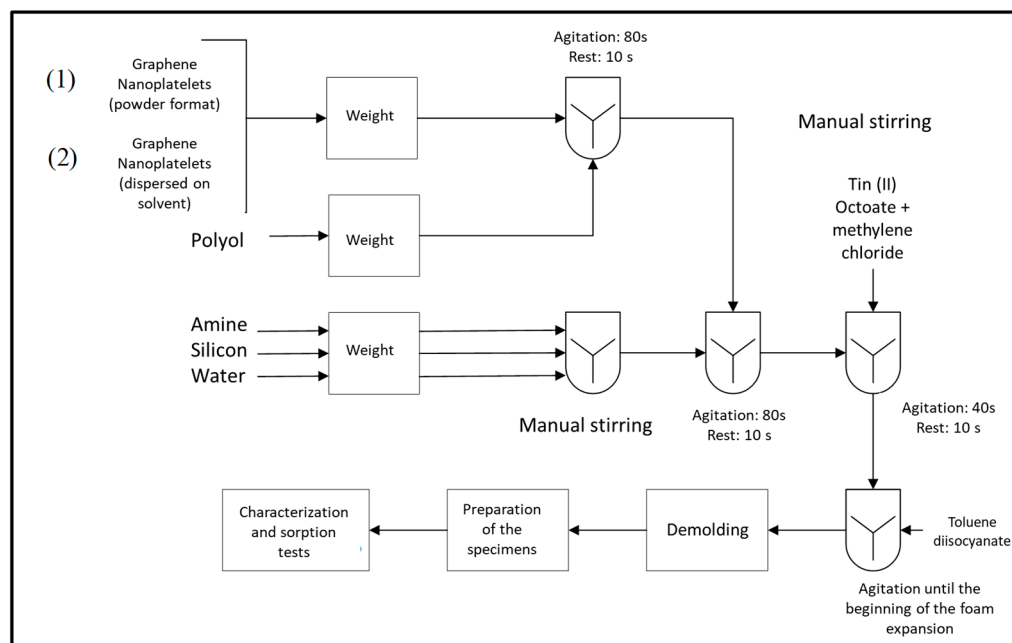 (1)
Graphene
Nanoplatelets
(powder format)
(2)
Graphene
Nanoplatelets
(dispersed on
solvent)
Weight
Agitation: 80s
Rest: 10 s
Manual stirring
Polyol
Weight
Tin (II)
Octoate +
methylene
chloride
Amine
Silicon
Water
Weight
Manual stirring
Agitation: 80s
Rest: 10 s
Agitation: 40s
Rest: 10 s
Characterization
and sorption
tests
Preparation
of the
specimens
Demolding
Toluene
diisocyanate
Agitation until the
beginning of the foam
expansion